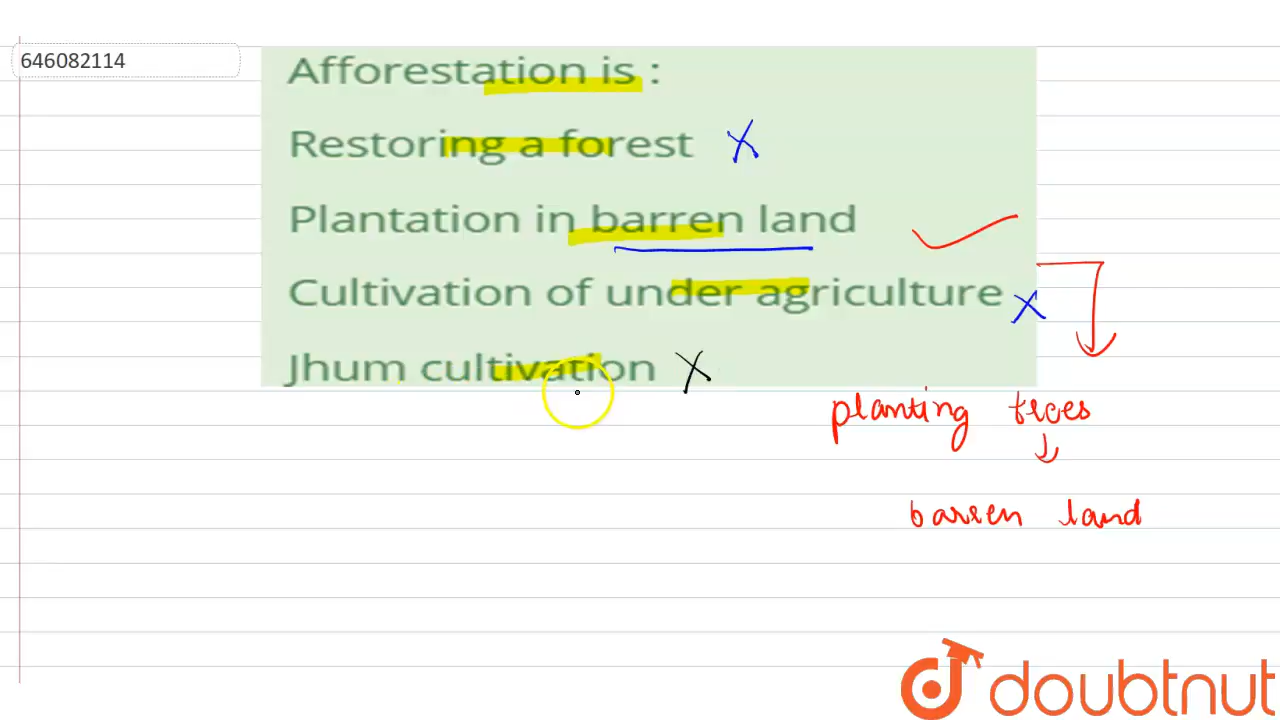 646082114
Afforestation is :
Restoring a forest X
Plantation in barren land
Cultivation of under agriculture X
Jhum cultivation X
planting trees
barren land
doubtnut